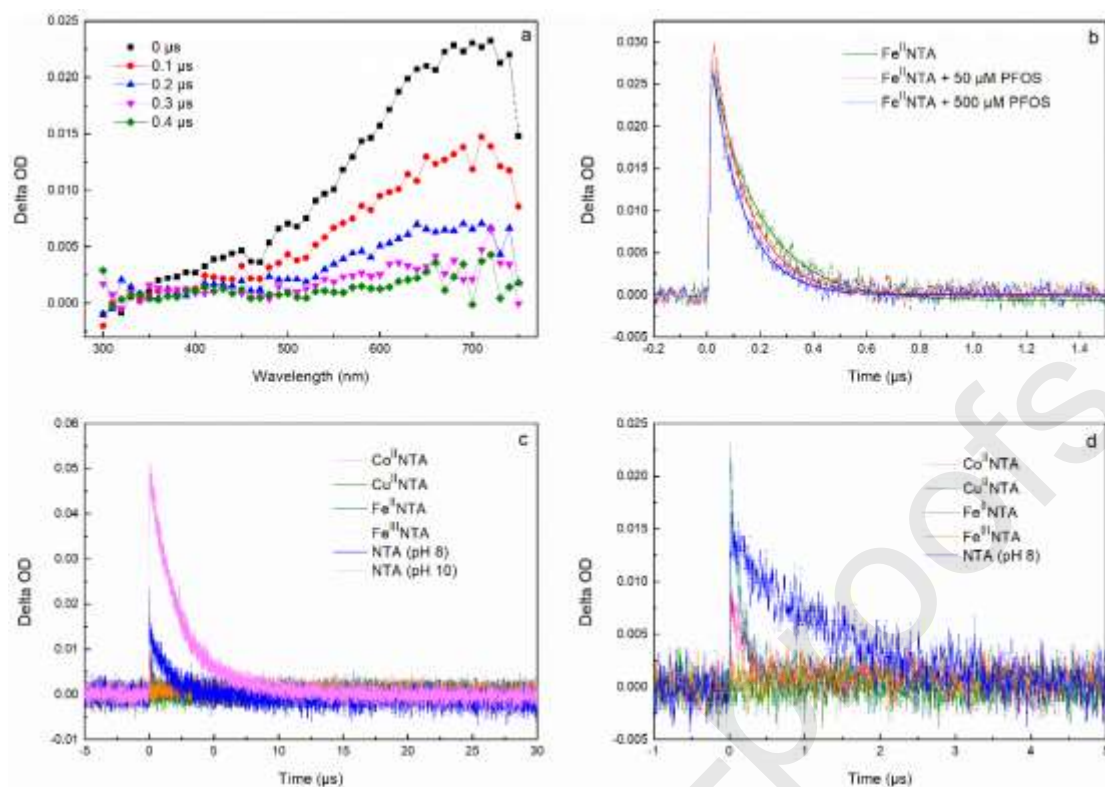 a
0 µs
0.1 µs
0.2 µs
0.3 µs
0.4 µs
Delta OD
0.025
0.020
0.015
0.010
0.005
0.000
300 400 500 600 700
Wavelength (nm)
b
Fe^II NTA
Fe^II NTA + 50 µM PFOS
Fe^II NTA + 500 µM PFOS
Delta OD
0.030
0.025
0.020
0.015
0.010
0.005
0.000
-0.005
-0.2 0.0 0.2 0.4 0.6 0.8 1.0 1.2 1.4
Time (µs)
c
Co^II NTA
Cu^II NTA
Fe^II NTA
Fe^III NTA
NTA (pH 8)
NTA (pH 10)
Delta OD
0.06
0.05
0.04
0.03
0.02
0.01
0.00
-0.01
-5 0 5 10 15 20 25 30
Time (µs)
d
Co^II NTA
Cu^II NTA
Fe^II NTA
Fe^III NTA
NTA (pH 8)
Delta OD
0.025
0.020
0.015
0.010
0.005
0.000
-0.005
-1 0 1 2 3 4 5
Time (µs)
proofs